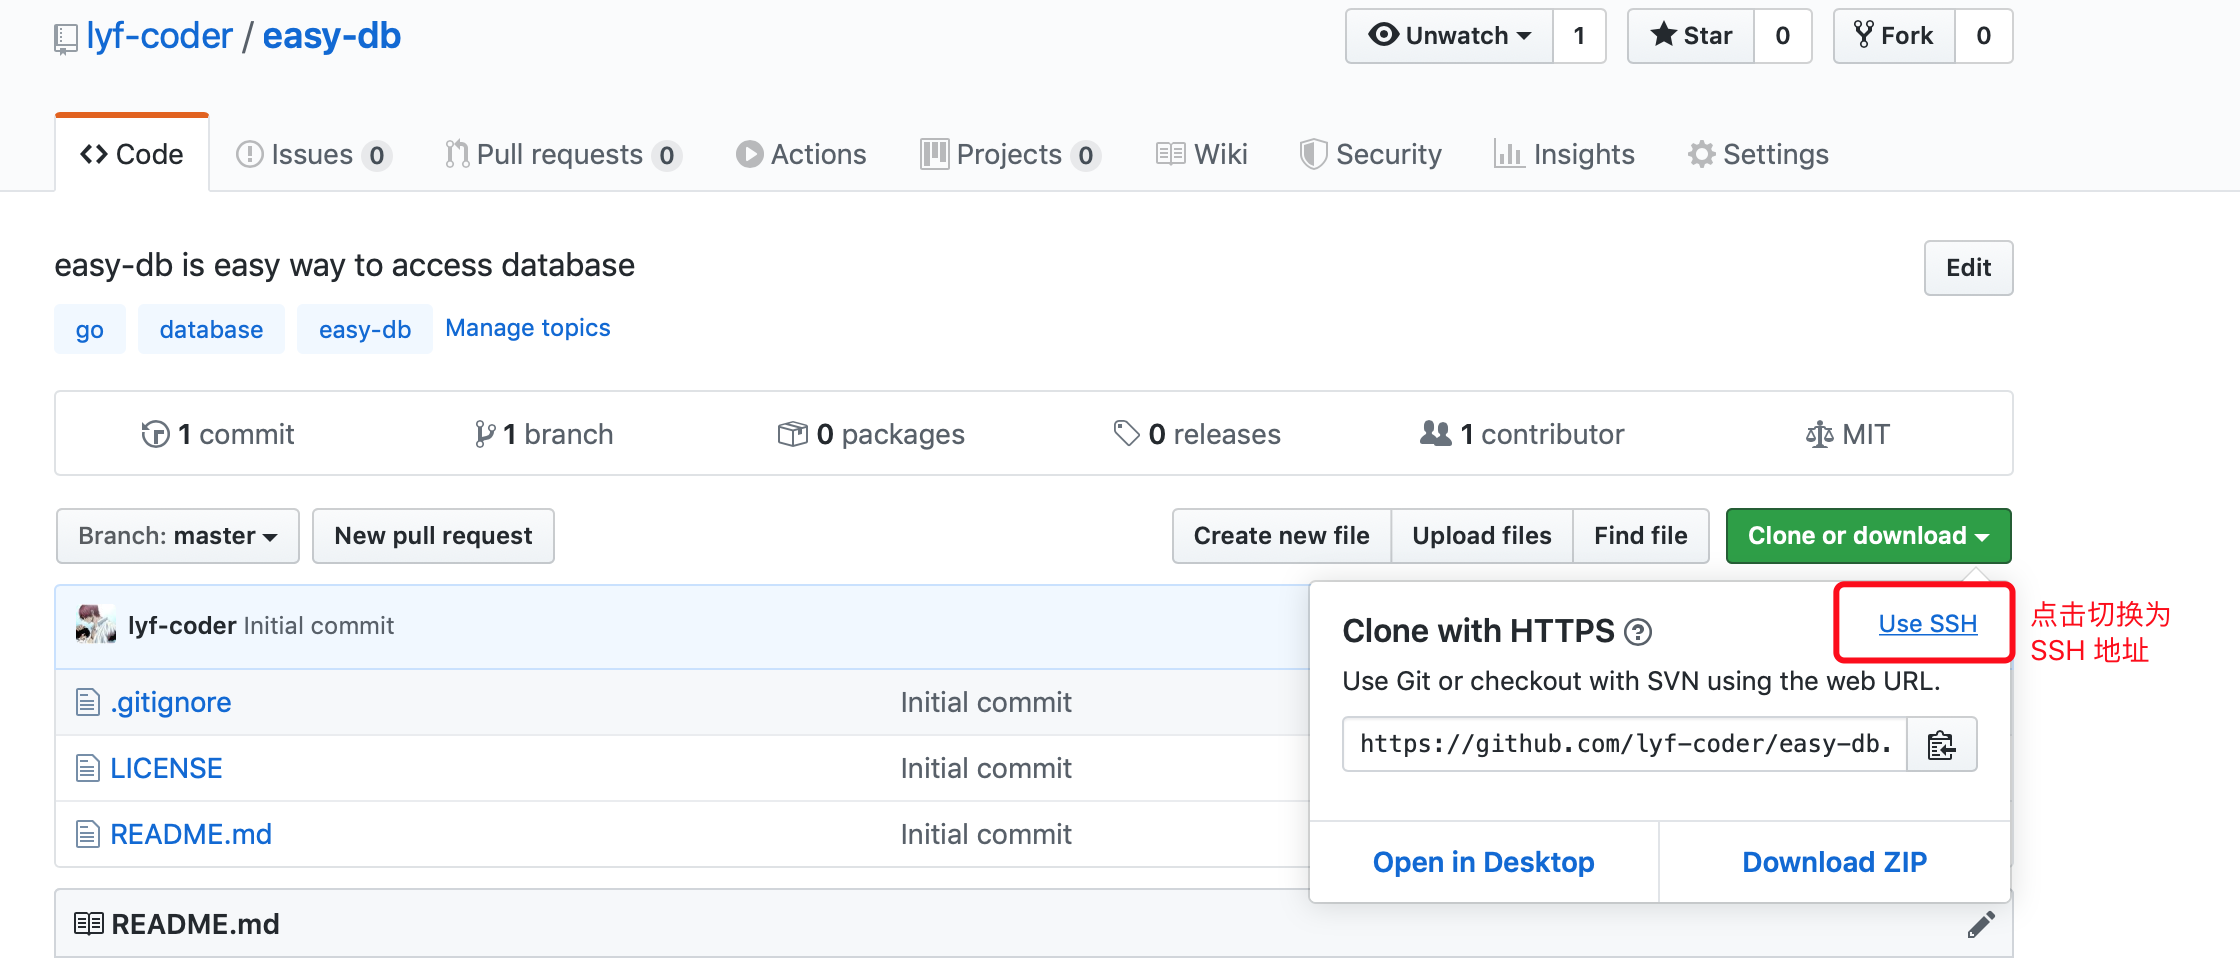 lyf-coder / easy-db
Unwatch 1
Star 0
Fork 0
Code
Issues 0
Pull requests 0
Actions
Projects 0
Wiki
Security
Insights
Settings
easy-db is easy way to access database
Edit
go
database
easy-db
Manage topics
1 commit
1 branch
0 packages
0 releases
1 contributor
MIT
Branch: master
New pull request
Create new file
Upload files
Find file
Clone or download
lyf-coder Initial commit
.gitignore
Initial commit
LICENSE
Initial commit
README.md
Initial commit
Clone with HTTPS ?
Use SSH
点击切换为
SSH 地址
Use Git or checkout with SVN using the web URL.
https://github.com/lyf-coder/easy-db.
Open in Desktop
Download ZIP
README.md